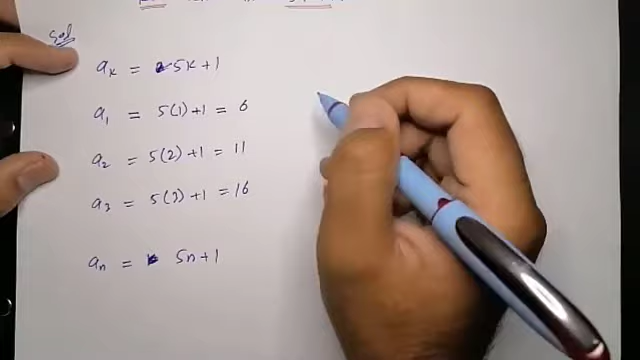 Sol
aₖ = 5k+1
a₁ = 5(1)+1 = 6
a₂ = 5(2)+1 = 11
a₃ = 5(3)+1 = 16
aₙ = 5n+1